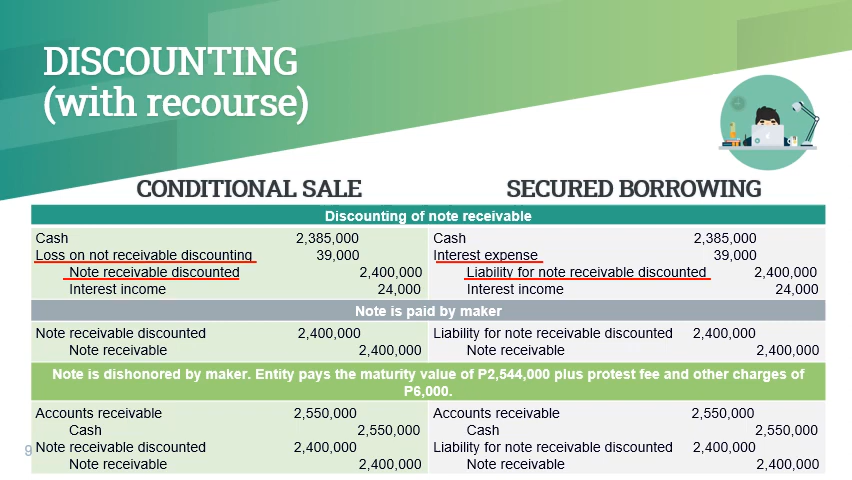 DISCOUNTING
(with recourse)
CONDITIONAL SALE SECURED BORROWING
Discounting of note receivable
Cash 2,385,000 Cash 2,385,000
Loss on not receivable discounting 39,000 Interest expense 39,000
Note receivable discounted 2,400,000 Liability for note receivable discounted 2,400,000
Interest income 24,000 Interest income 24,000
Note is paid by maker
Note receivable discounted 2,400,000 Liability for note receivable discounted 2,400,000
Note receivable 2,400,000 Note receivable 2,400,000
Note is dishonored by maker. Entity pays the maturity value of P2,544,000 plus protest fee and other charges of
P6,000.
Accounts receivable 2,550,000 Accounts receivable 2,550,000
Cash 2,550,000 Cash 2,550,000
9 Note receivable discounted 2,400,000 Liability for note receivable discounted 2,400,000
Note receivable 2,400,000 Note receivable 2,400,000